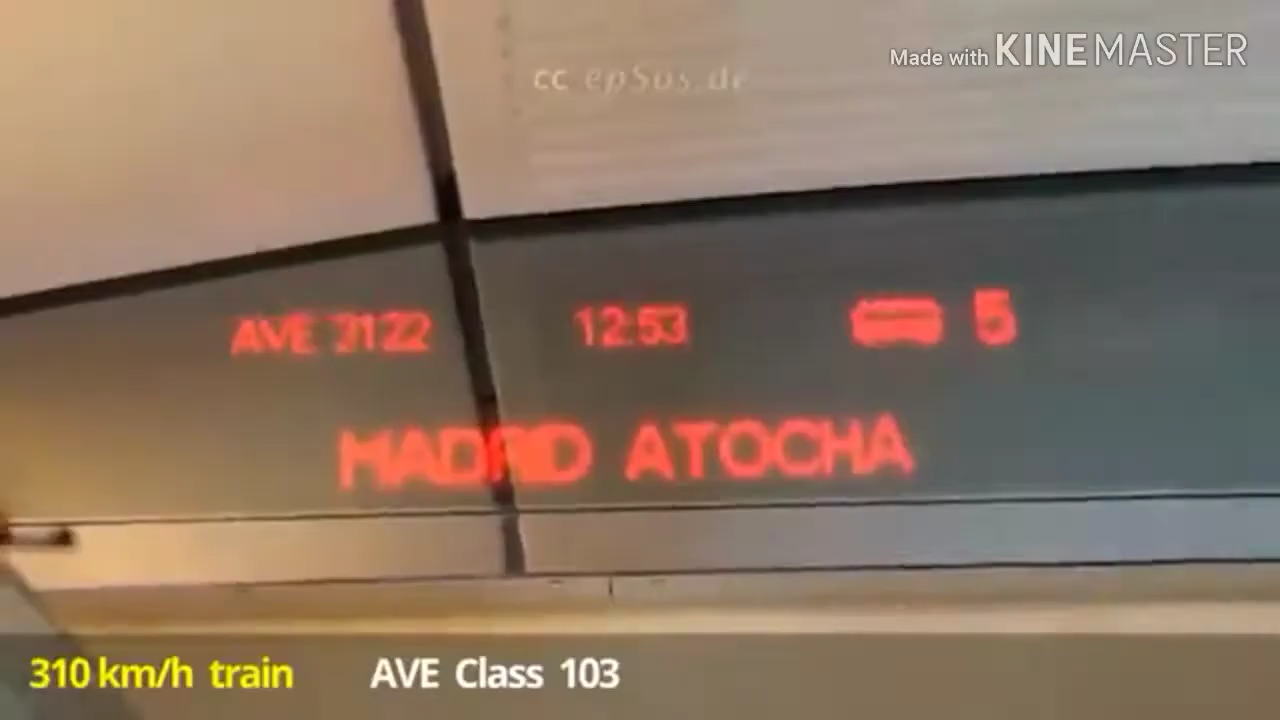 Made with KINEMASTER
cc epSos.de
AVE 3122 12:53 5
MADRID ATOCHA
310 km/h train AVE Class 103